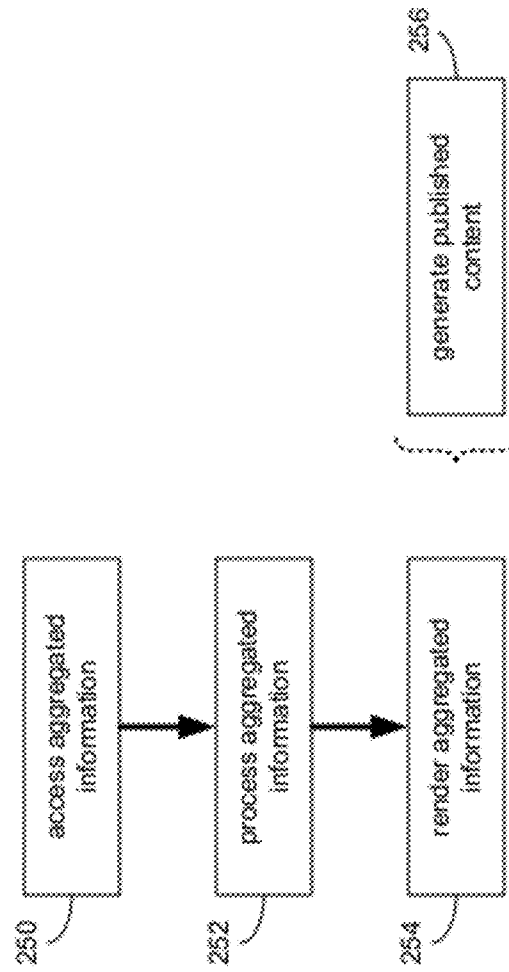 250
access aggregated
information
252
process aggregated
information
254
render aggregated
information
256
generate published
content